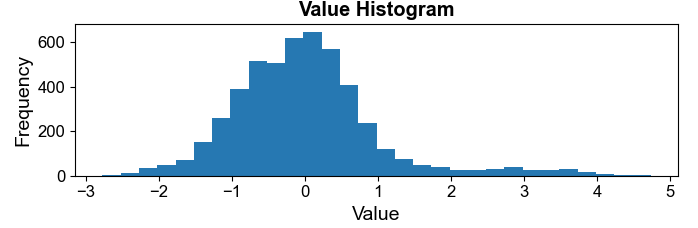 Value Histogram
Frequency
600
400
200
0
−3 −2 −1 0 1 2 3 4 5
Value